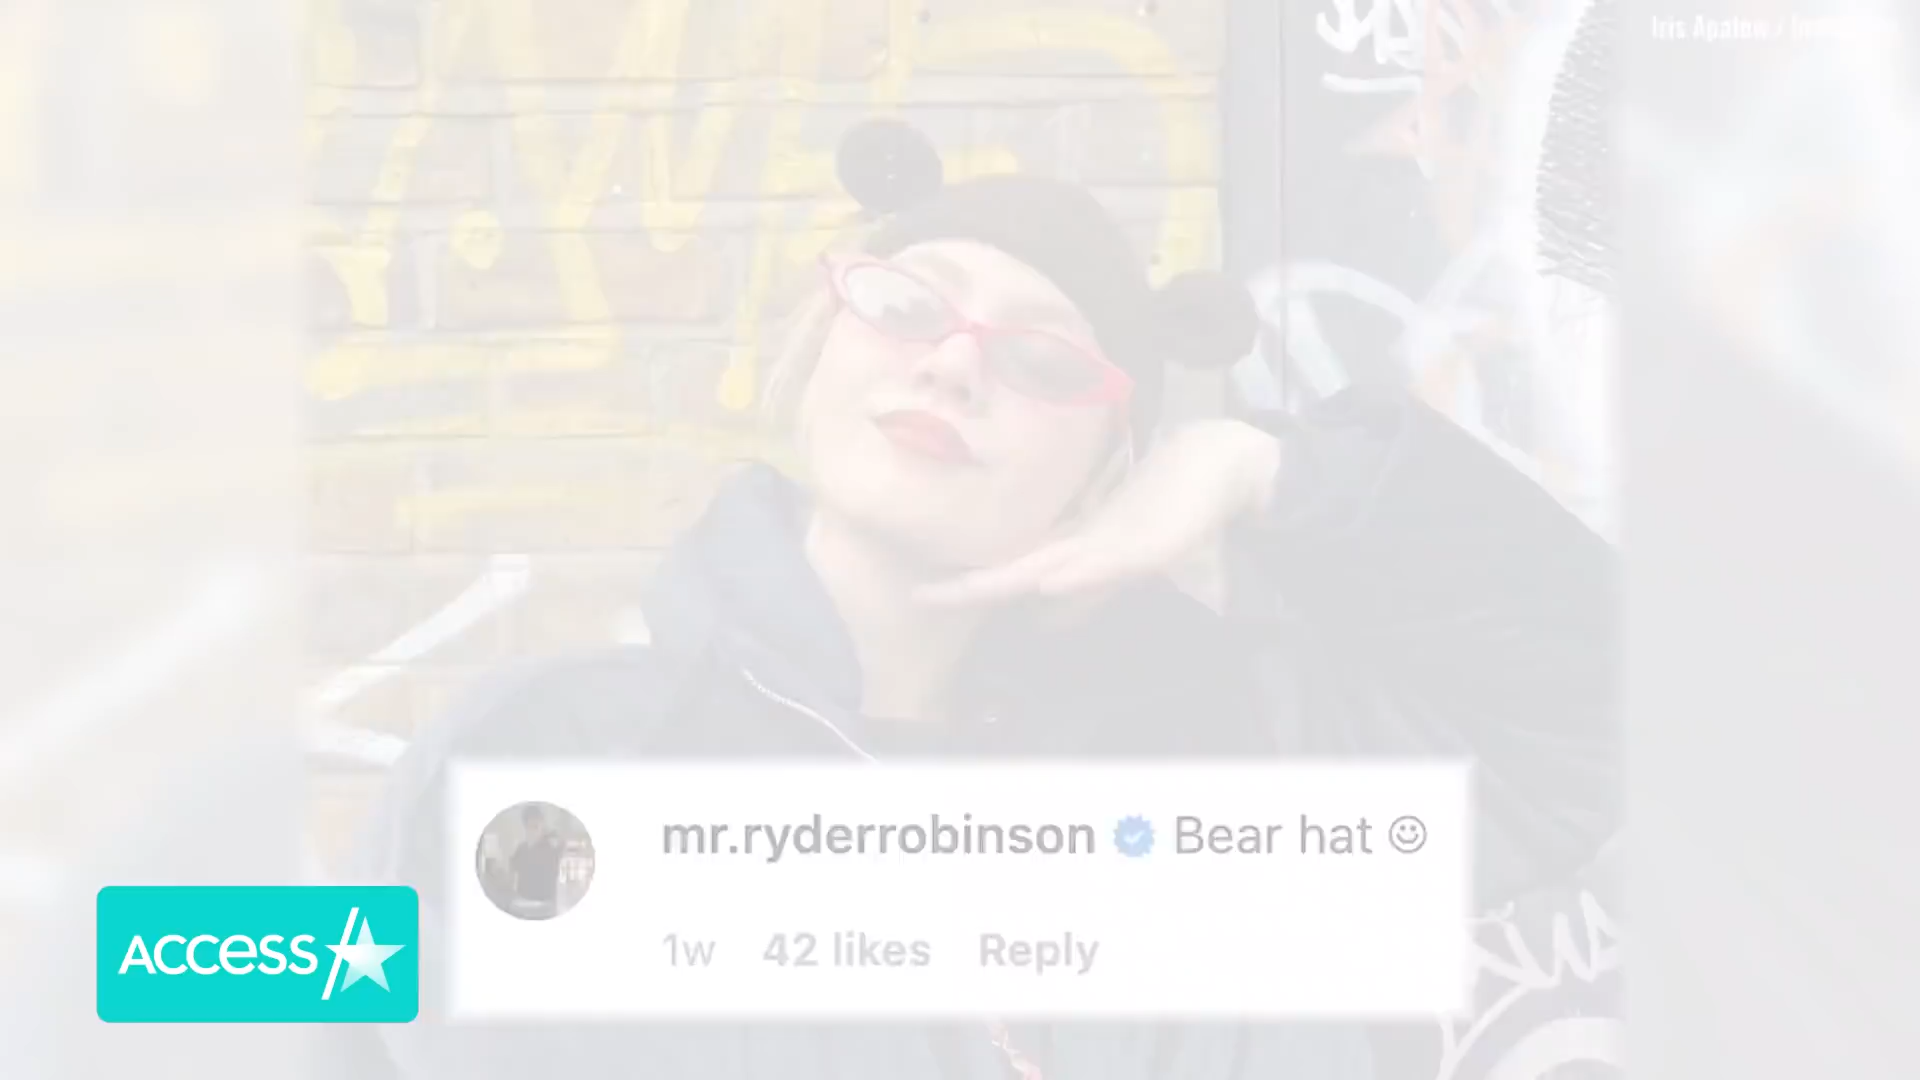 Iris Apatow /
mr.ryderrobinson Bear hat ☺
1w 42 likes Reply
ACCESS